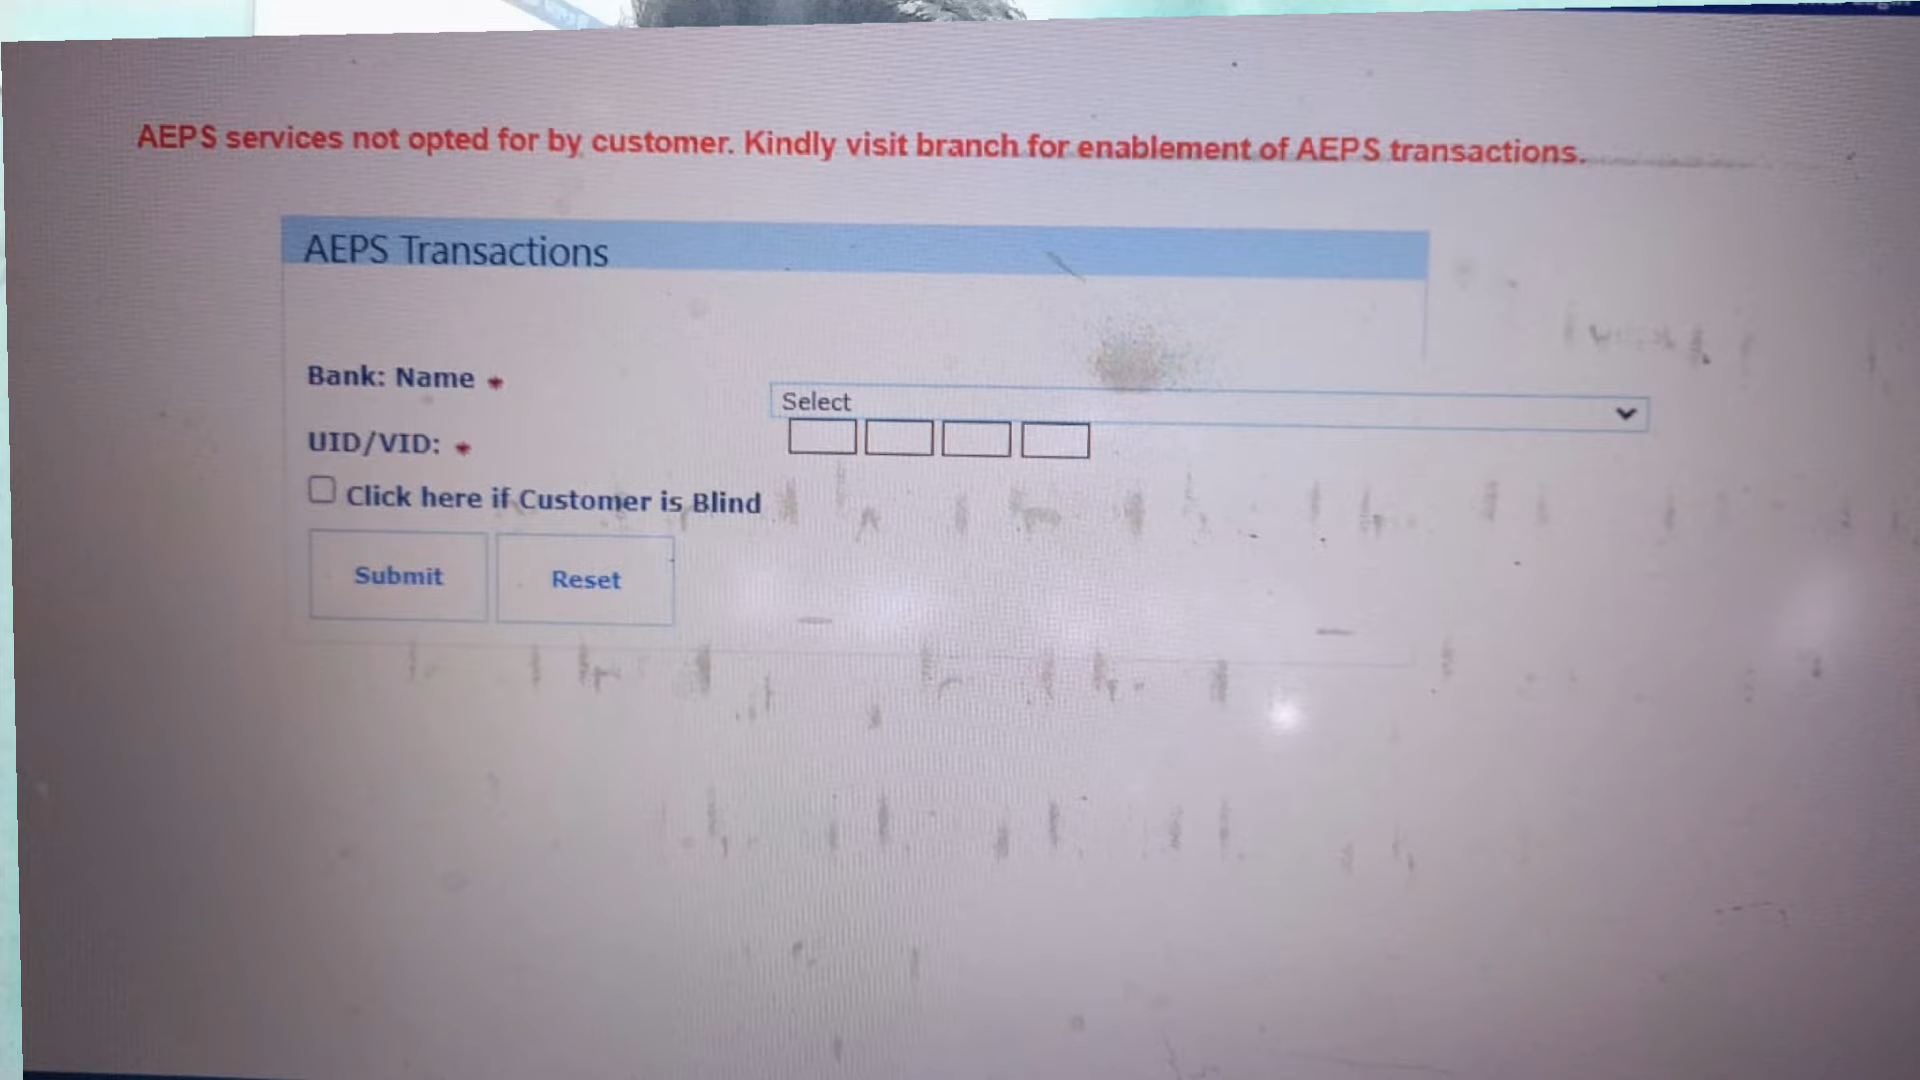 AEPS services not opted for by customer. Kindly visit branch for enablement of AEPS transactions.
AEPS Transactions
Bank: Name *
Select
UID/VID: *
Click here if Customer is Blind
Submit
Reset